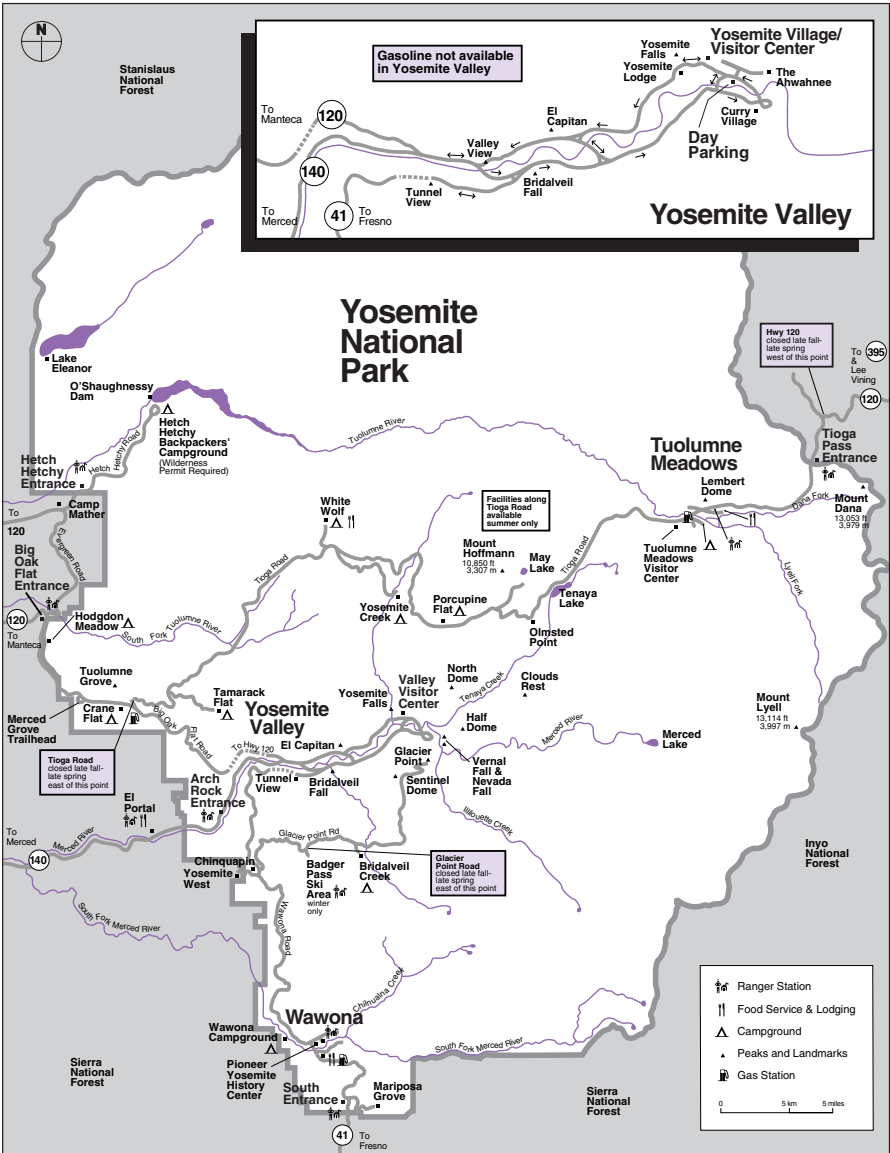 N
Stanislaus
National
Forest
Gasoline not available
in Yosemite Valley
Yosemite Village/
Visitor Center
Yosemite
Falls
Yosemite
Lodge
The
Ahwahnee
Curry
Village
Day
Parking
El
Capitan
To
Manteca
120
Valley
View
140
Tunnel
View
Bridalveil
Fall
To
Merced
41
To
Fresno
Yosemite Valley
Yosemite
National
Park
Lake
Eleanor
O'Shaughnessy
Dam
Hetch
Hetchy
Backpackers'
Campground
(Wilderness
Permit Required)
Hetch Hetchy Road
Hetch
Hetchy
Entrance
Camp
Mather
To
120
Evergreen Road
Big
Oak
Flat
Entrance
120
To
Manteca
Hodgdon
Meadow
South Fork Tuolumne River
Tuolumne River
Hwy 120
closed late fall-
late spring
west of this point
To
&
Lee
Vining
395
120
Tioga
Pass
Entrance
Tuolumne
Meadows
Lembert
Dome
Dana Fork
Mount
Dana
13,053 ft
3,979 m
White
Wolf
Facilities along
Tioga Road
available
summer only
Tioga Road
Mount
Hoffmann
10,850 ft
3,307 m
May
Lake
Tioga Road
Tuolumne
Meadows
Visitor
Center
Lyell Fork
Tenaya
Lake
Yosemite
Creek
Porcupine
Flat
Olmsted
Point
Tuolumne
Grove
Crane
Flat
Merced
Grove
Trailhead
Tioga Road
closed late fall-
late spring
east of this point
Big Oak
Flat Road
Tamarack
Flat
Yosemite
Valley
Yosemite
Falls
Valley
Visitor
Center
North
Dome
Tenaya Creek
Clouds
Rest
Half
Dome
Merced River
Merced
Lake
Mount
Lyell
13,114 ft
3,997 m
To Hwy 120
El Capitan
Glacier
Point
Vernal
Fall &
Nevada
Fall
Sentinel
Dome
Arch
Rock
Entrance
Tunnel
View
Bridalveil
Fall
El
Portal
To
Merced
140
Merced River
Illilouette Creek
Glacier Point Rd
Chinquapin
Yosemite
West
Badger
Pass
Ski
Area
winter
only
Bridalveil
Creek
Glacier
Point Road
closed late fall-
late spring
east of this point
Inyo
National
Forest
South Fork Merced River
Wawona Road
Chilnualna Creek
Wawona
Wawona
Campground
Pioneer
Yosemite
History
Center
South Fork Merced River
South
Entrance
Mariposa
Grove
41
To
Fresno
Sierra
National
Forest
Sierra
National
Forest
Ranger Station
Food Service & Lodging
Campground
Peaks and Landmarks
Gas Station
0
5 km
5 miles